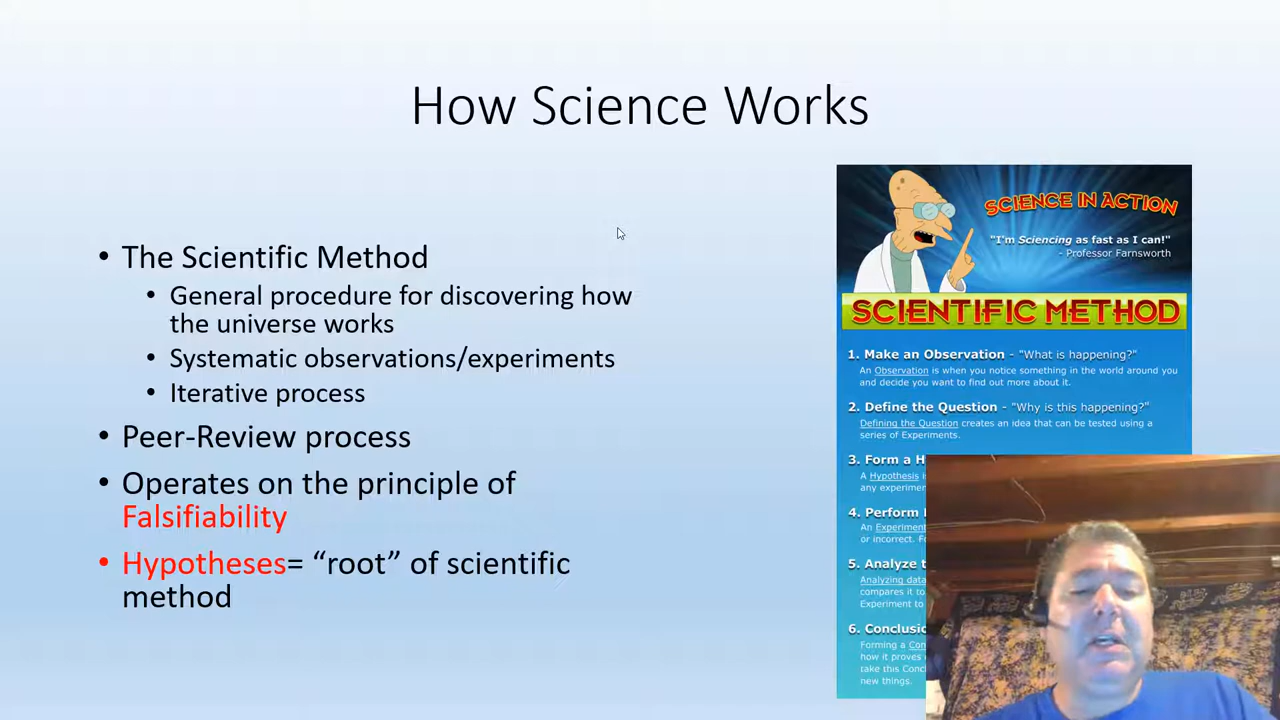 How Science Works
• The Scientific Method
• General procedure for discovering how
the universe works
• Systematic observations/experiments
• Iterative process
• Peer-Review process
• Operates on the principle of
Falsifiability
• Hypotheses= “root” of scientific
method
SCIENCE IN ACTION
"I'm Sciencing as fast as I can!"
- Professor Farnsworth
SCIENTIFIC METHOD
1. Make an Observation - "What is happening?"
An Observation is when you notice something in the world around you
and decide you want to find out more about it.
2. Define the Question - "Why is this happening?"
Defining the Question creates an idea that can be tested using a
series of Experiments.
3. Form a
A Hypothesis
any
4. Perform
An
or incorrect.
5. Analyze
Analyzing data
compares it to
Experiment to
6.
Forming a
how it proves
take this
new things.